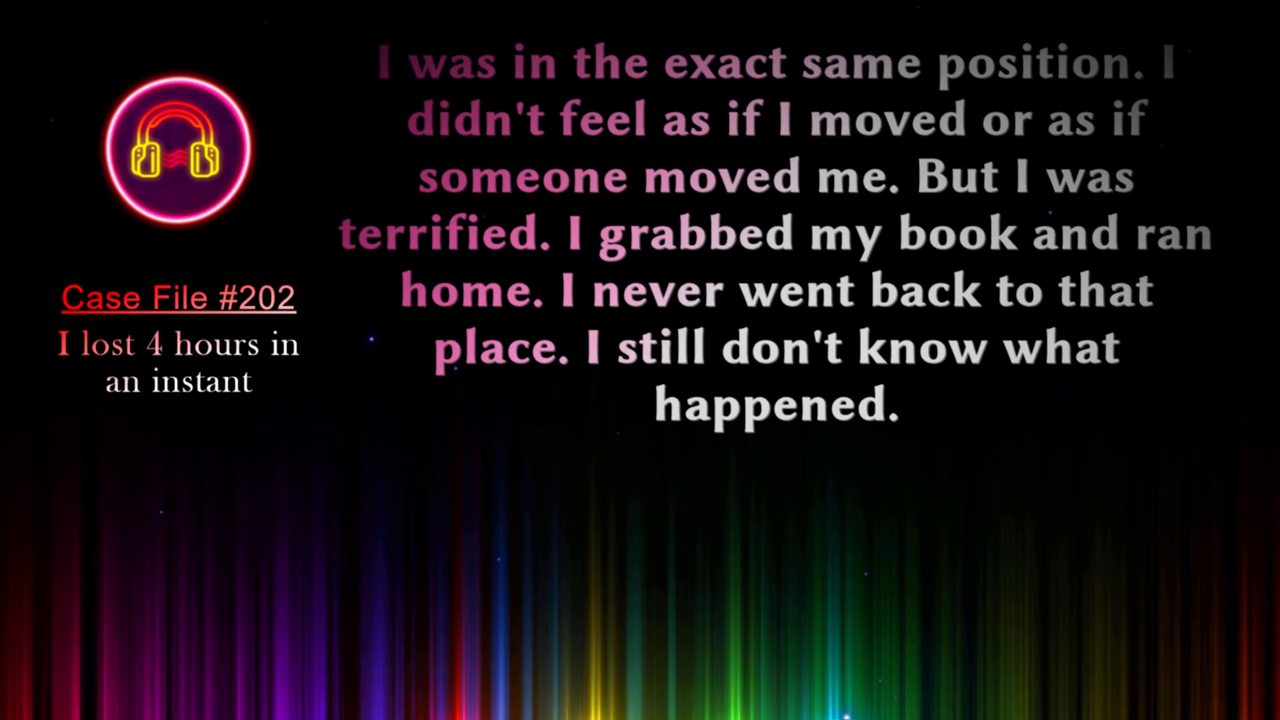 Case File #202
I lost 4 hours in
an instant
I was in the exact same position. I
didn't feel as if I moved or as if
someone moved me. But I was
terrified. I grabbed my book and ran
home. I never went back to that
place. I still don't know what
happened.